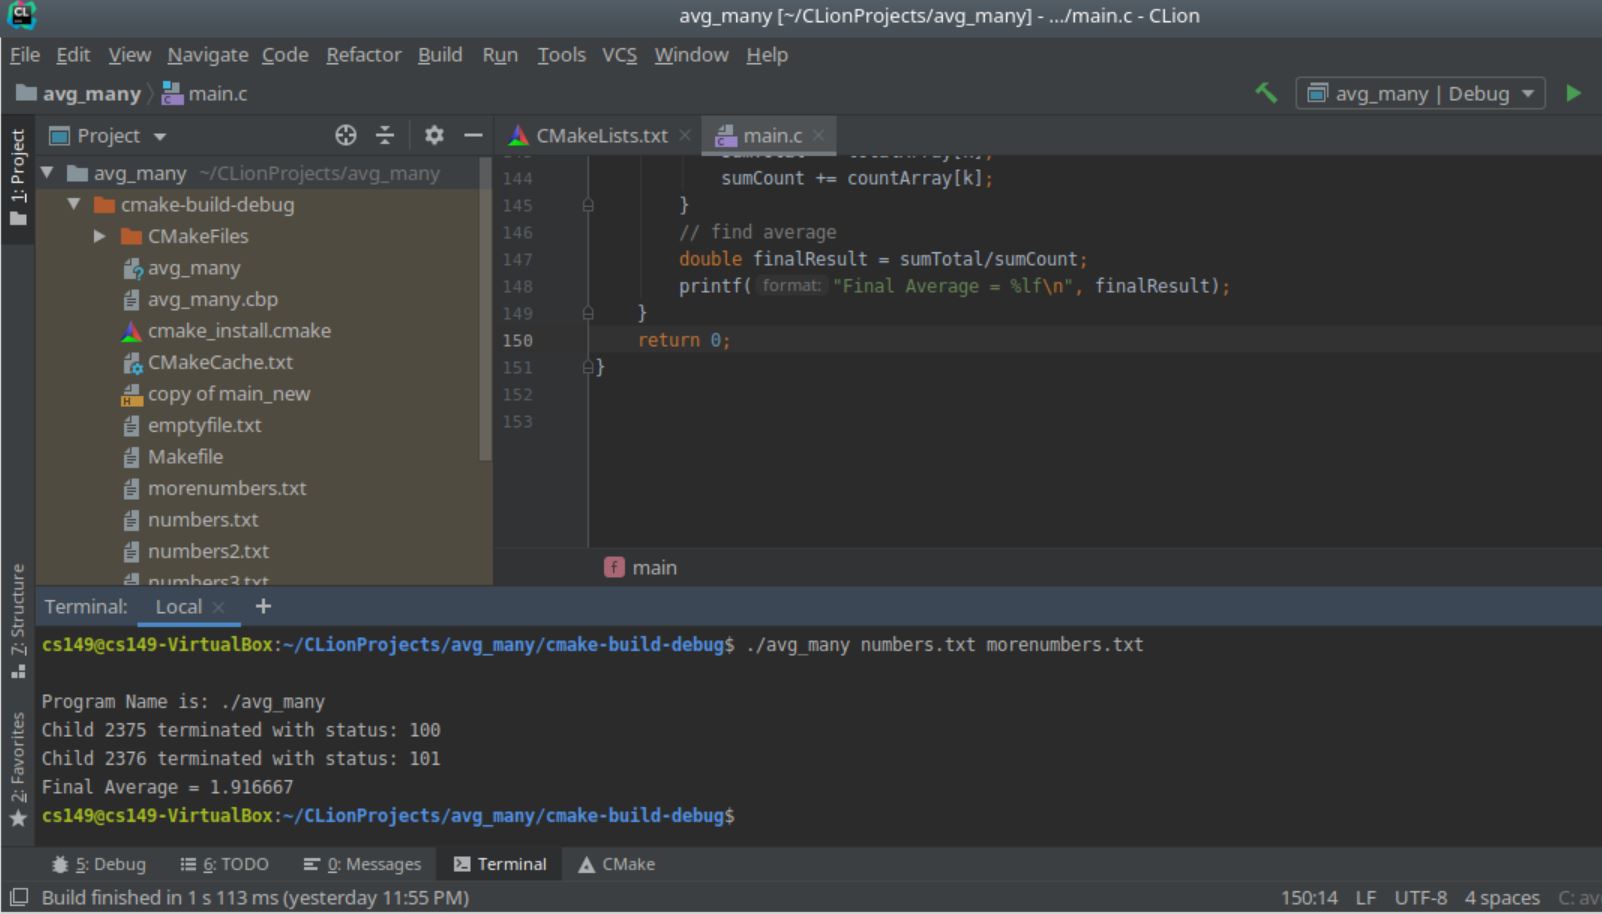 avg_many [~/CLionProjects/avg_many] - .../main.c - CLion
File Edit View Navigate Code Refactor Build Run Tools VCS Window Help
avg_many main.c
avg_many | Debug
1: Project
Project
avg_many ~/CLionProjects/avg_many
cmake-build-debug
CMakeFiles
avg_many
avg_many.cbp
cmake_install.cmake
CMakeCache.txt
copy of main_new
emptyfile.txt
Makefile
morenumbers.txt
numbers.txt
numbers2.txt
numbers3.txt
CMakeLists.txt main.c
144 sumCount += countArray[k];
145 }
146 // find average
147 double finalResult = sumTotal/sumCount;
148 printf( format: "Final Average = %lf\n", finalResult);
149 }
150 return 0;
151 }
152
153
f main
7: Structure
2: Favorites
Terminal: Local +
cs149@cs149-VirtualBox:~/CLionProjects/avg_many/cmake-build-debug$ ./avg_many numbers.txt morenumbers.txt
Program Name is: ./avg_many
Child 2375 terminated with status: 100
Child 2376 terminated with status: 101
Final Average = 1.916667
cs149@cs149-VirtualBox:~/CLionProjects/avg_many/cmake-build-debug$
5: Debug 6: TODO 0: Messages Terminal CMake
Build finished in 1 s 113 ms (yesterday 11:55 PM)
150:14 LF UTF-8 4 spaces C: av